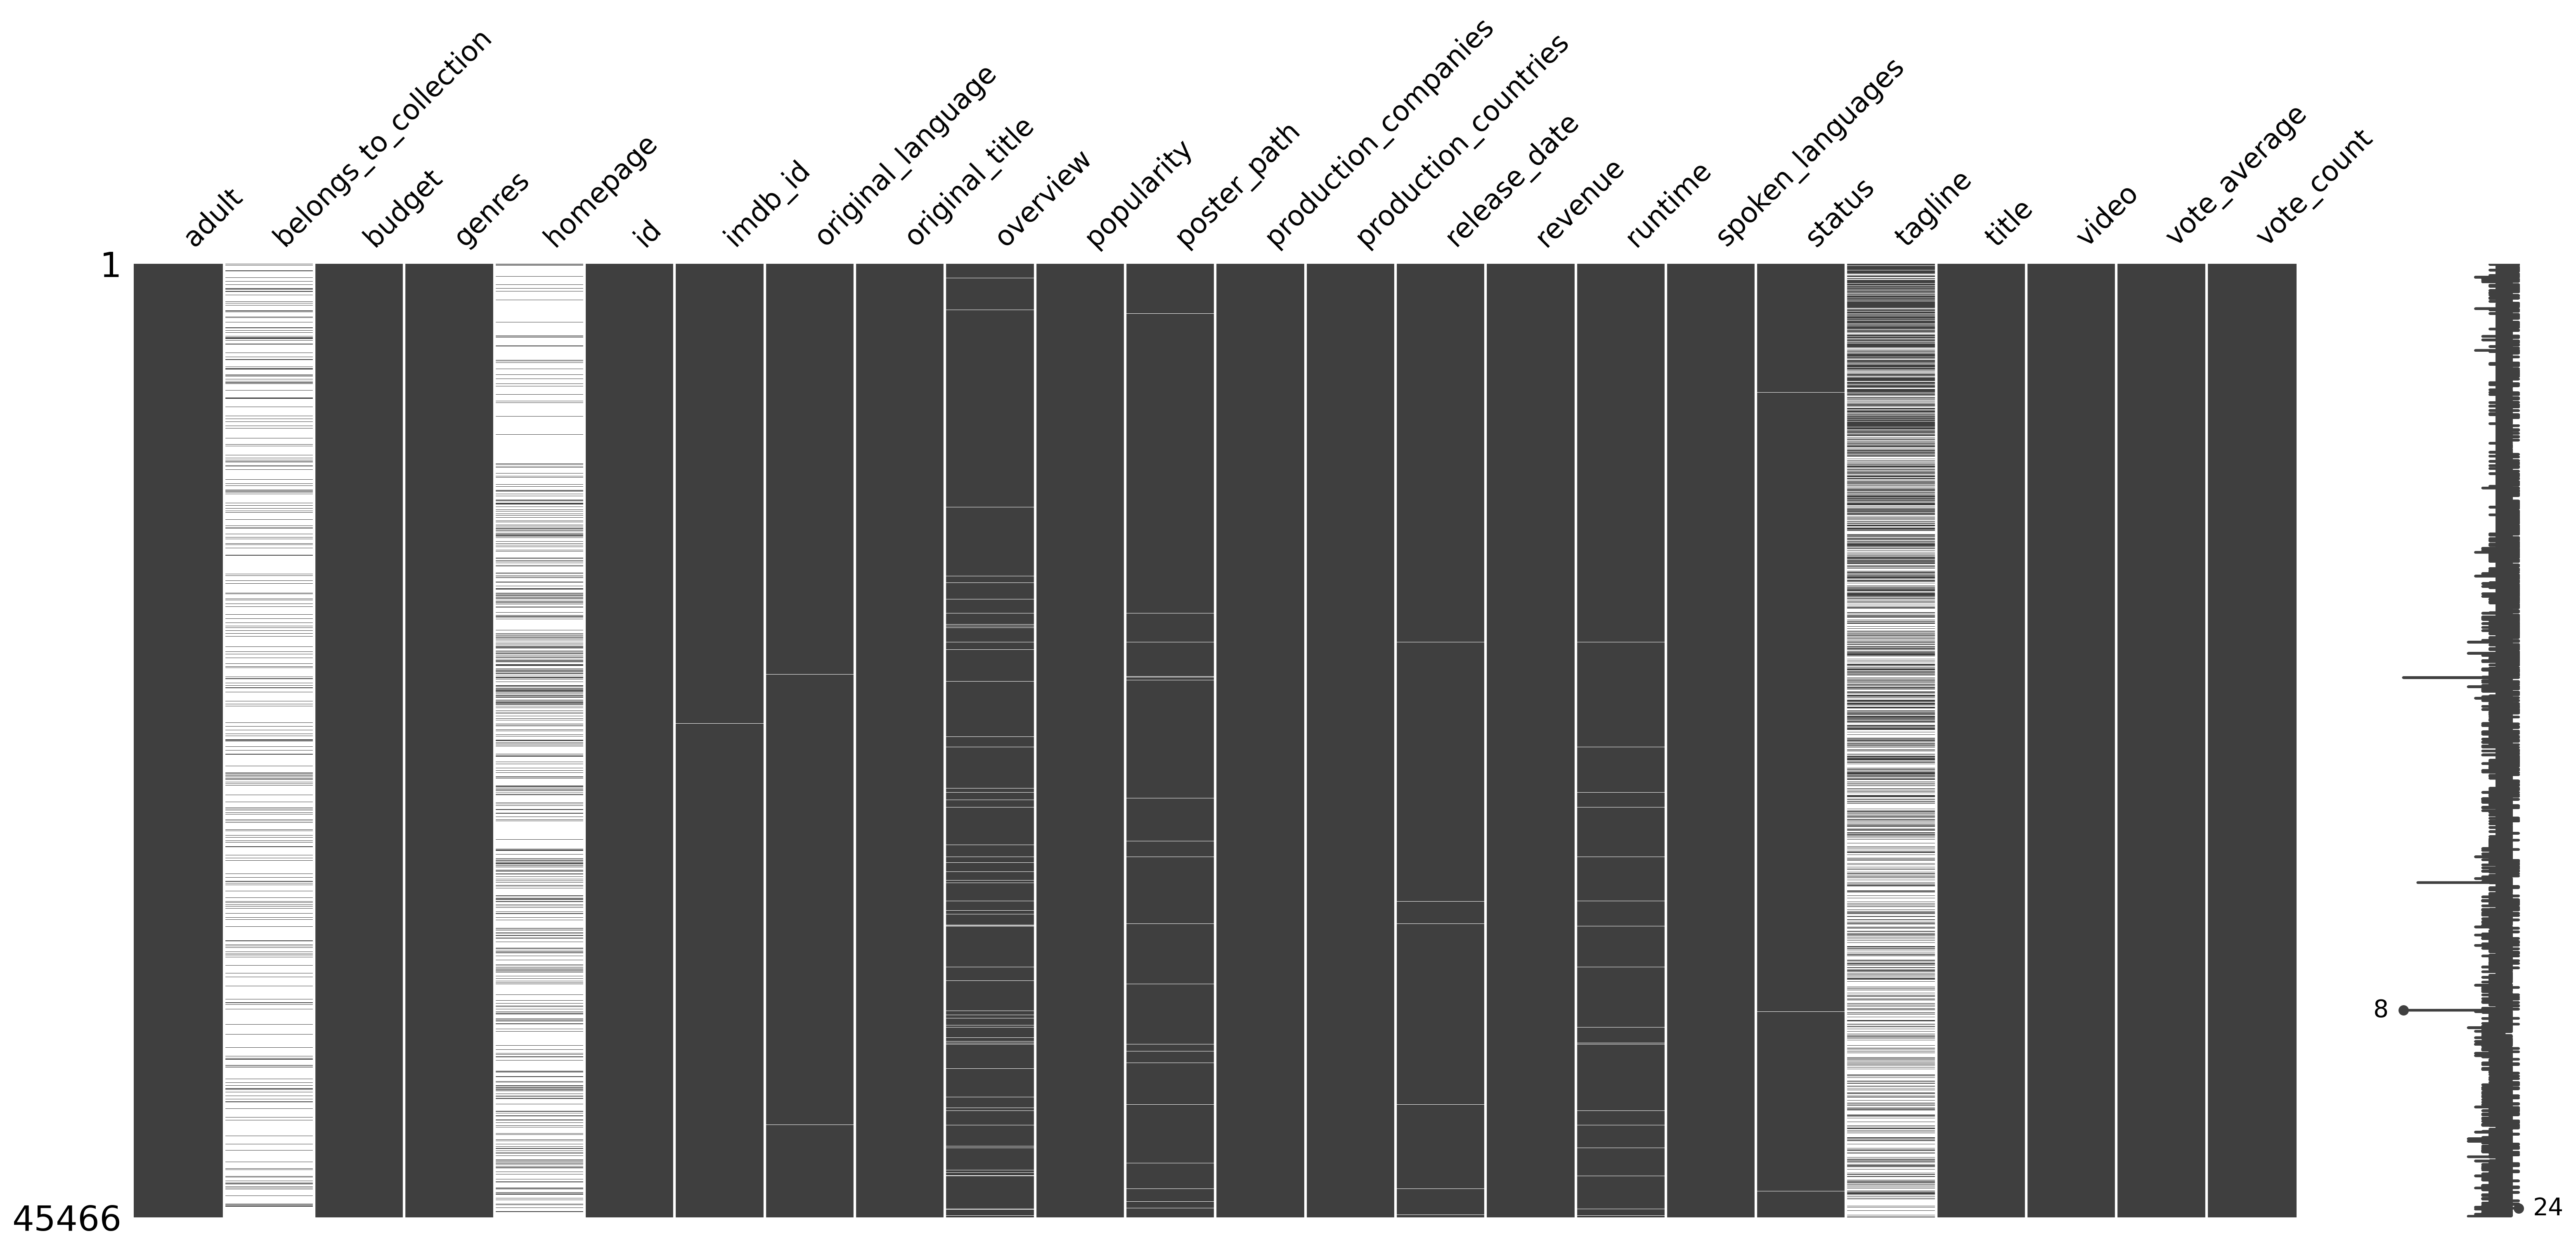 adult
belongs_to_collection
budget
genres
homepage
id
imdb_id
original_language
original_title
overview
popularity
poster_path
production_companies
production_countries
release_date
revenue
runtime
spoken_languages
status
tagline
title
video
vote_average
vote_count
1
8
24
45466